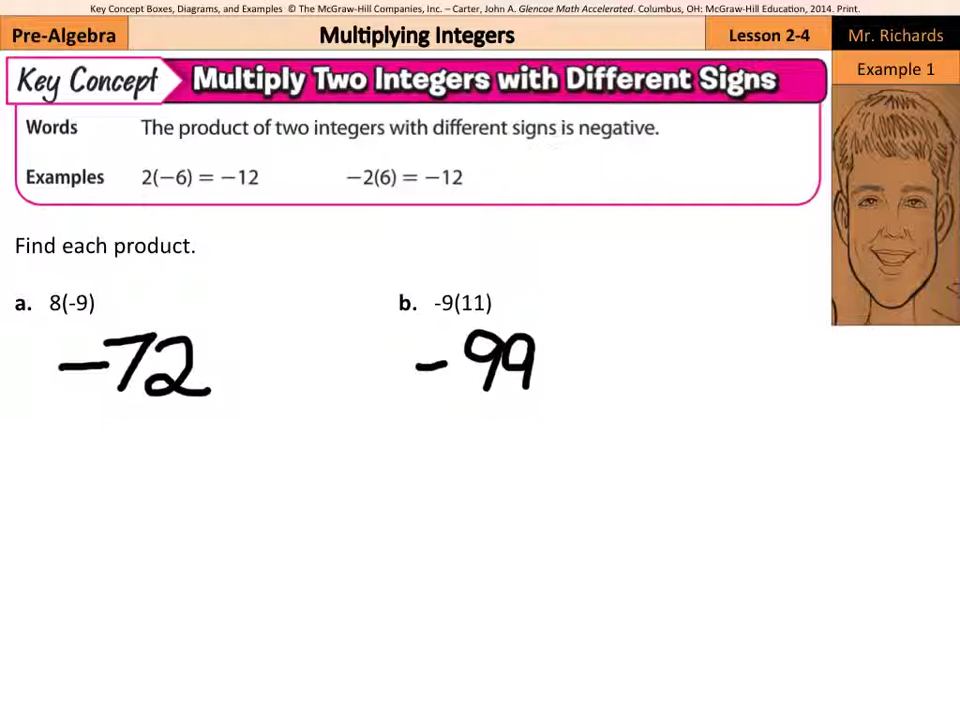 Key Concept Boxes, Diagrams, and Examples © The McGraw-Hill Companies, Inc. – Carter, John A. Glencoe Math Accelerated. Columbus, OH: McGraw-Hill Education, 2014. Print.
Pre-Algebra Multiplying Integers Lesson 2-4 Mr. Richards
Example 1
Key Concept Multiply Two Integers with Different Signs
Words The product of two integers with different signs is negative.
Examples 2(−6) = −12 −2(6) = −12
Find each product.
a. 8(-9) b. -9(11)
-72 -99